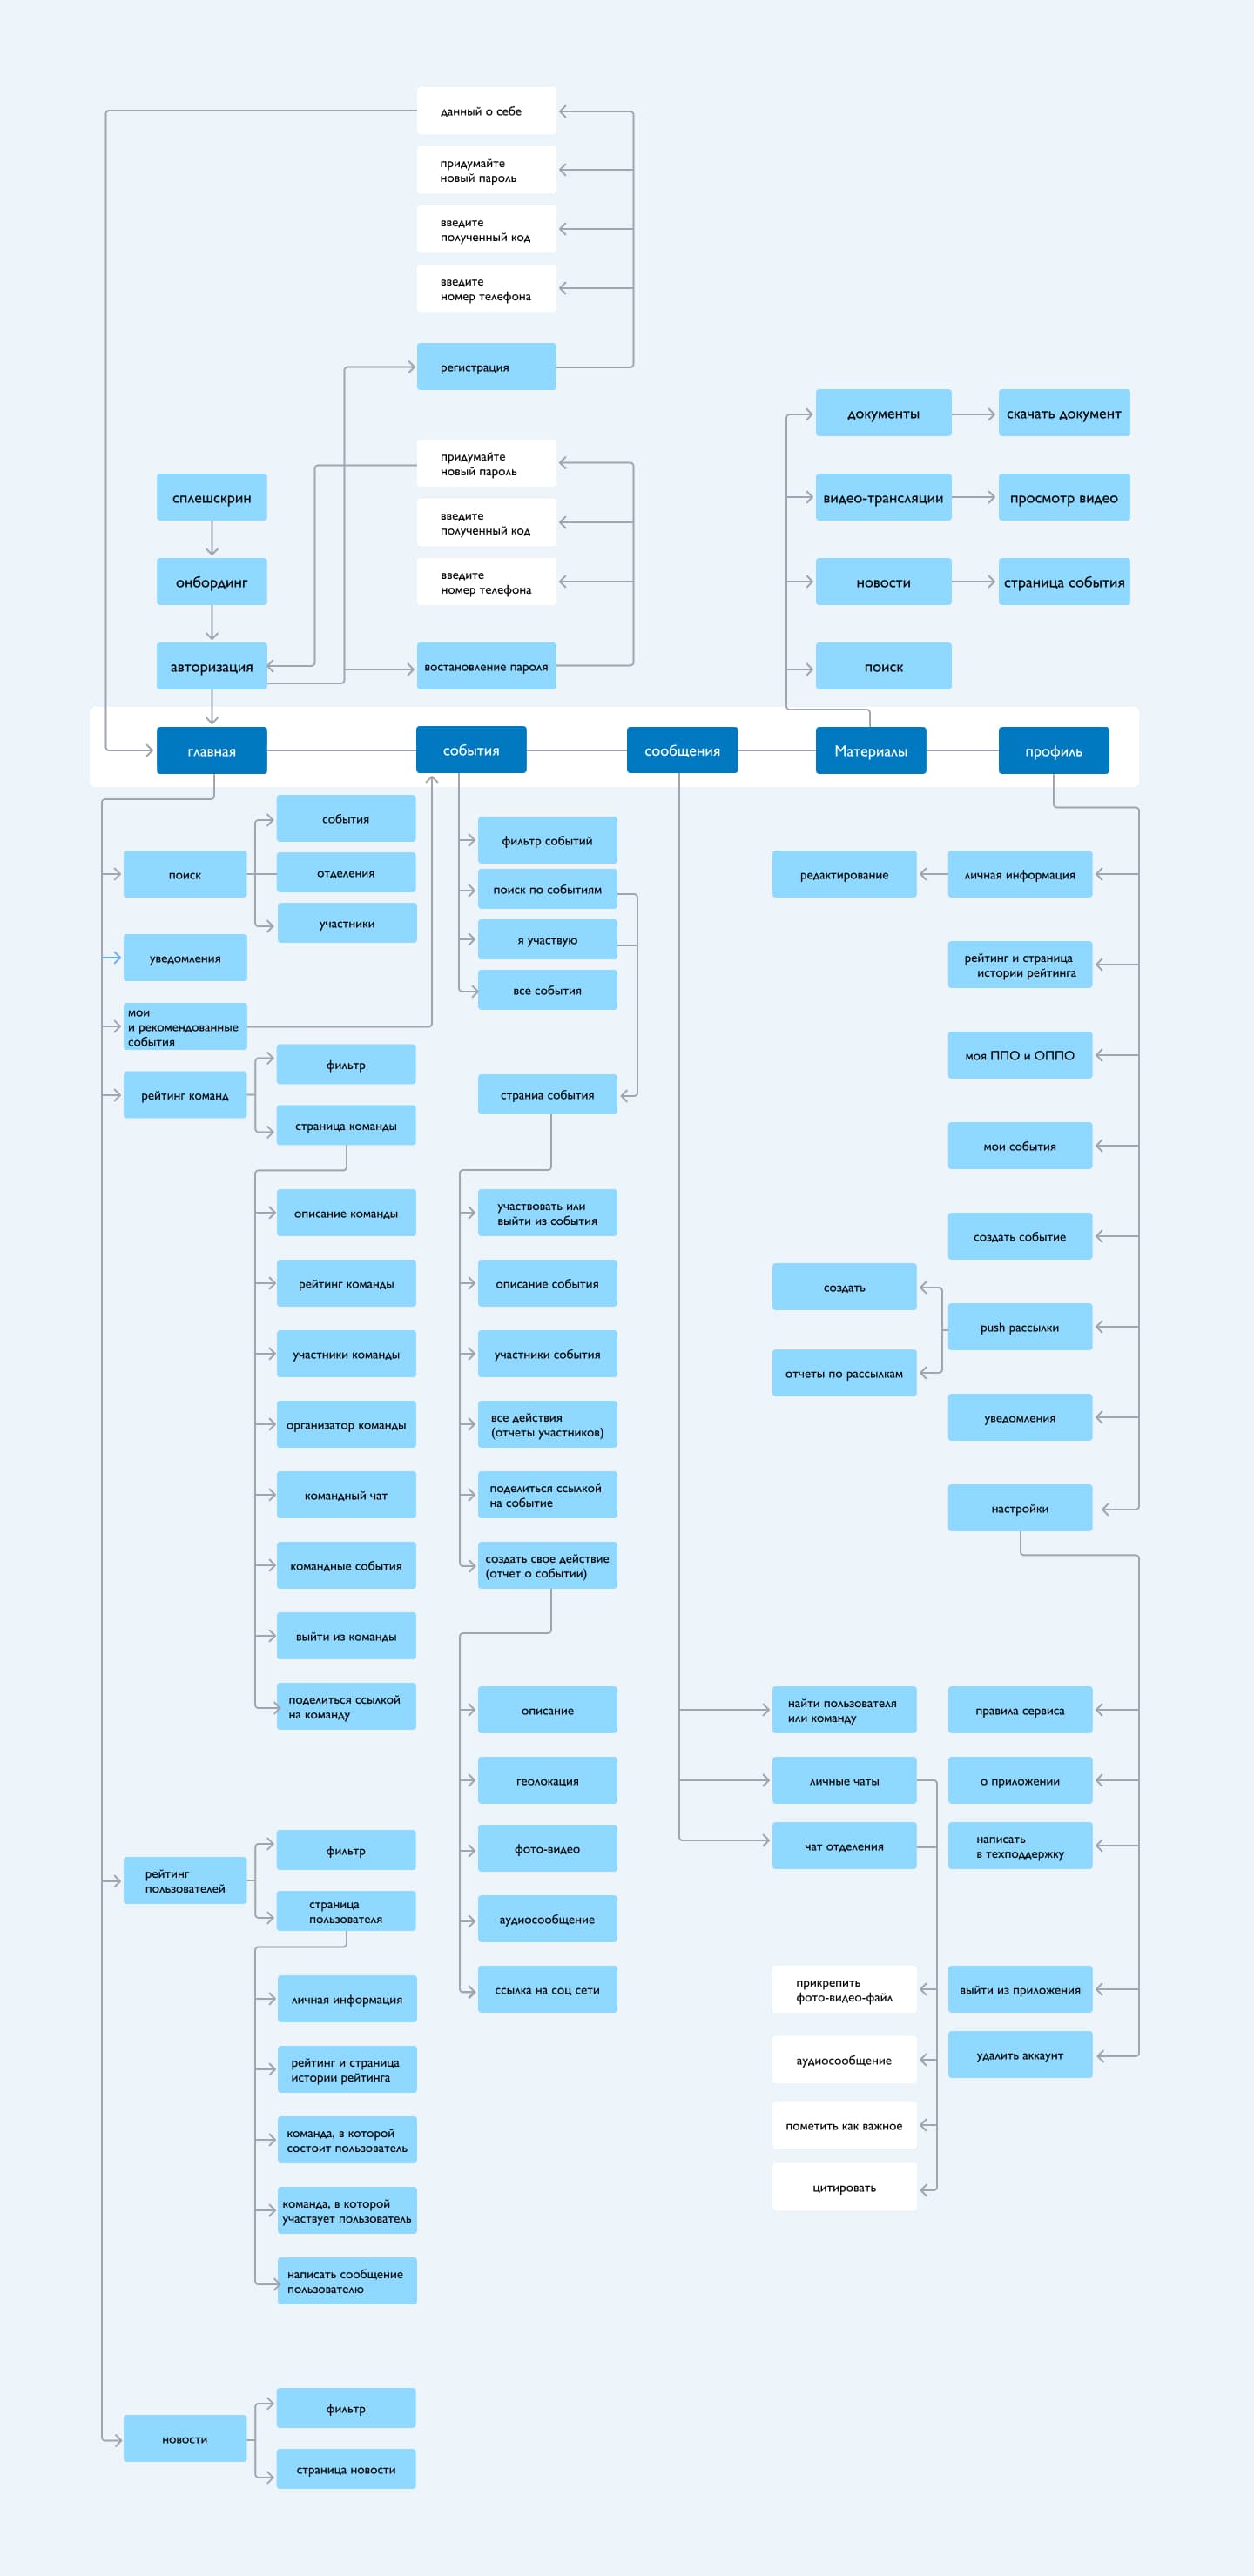 данный о себе
придумайте
новый пароль
введите
полученный код
введите
номер телефона
регистрация
придумайте
новый пароль
введите
полученный код
введите
номер телефона
востановление пароля
сплешскрин
онбординг
авторизация
документы
скачать документ
видео-трансляции
просмотр видео
новости
страница события
поиск
главная
события
сообщения
Материалы
профиль
поиск
события
отделения
участники
уведомления
мои
и рекомендованные
события
рейтинг команд
фильтр
страница команды
описание команды
рейтинг команды
участники команды
организатор команды
командный чат
командные события
выйти из команды
поделиться ссылкой
на команду
рейтинг
пользователей
фильтр
страница
пользователя
личная информация
рейтинг и страница
истории рейтинга
команда, в которой
состоит пользователь
команда, в которой
участвует пользователь
написать сообщение
пользователю
новости
фильтр
страница новости
фильтр событий
поиск по событиям
я участвую
все события
страниа события
участвовать или
выйти из события
описание события
участники события
все действия
(отчеты участников)
поделиться ссылкой
на событие
создать свое действие
(отчет о событии)
описание
геолокация
фото-видео
аудиосообщение
ссылка на соц сети
найти пользователя
или команду
личные чаты
чат отделения
прикрепить
фото-видео-файл
аудиосообщение
пометить как важное
цитировать
редактирование
личная информация
рейтинг и страница
истории рейтинга
моя ППО и ОППО
мои события
создать событие
создать
push рассылки
отчеты по рассылкам
уведомления
настройки
правила сервиса
о приложении
написать
в техподдержку
выйти из приложения
удалить аккаунт